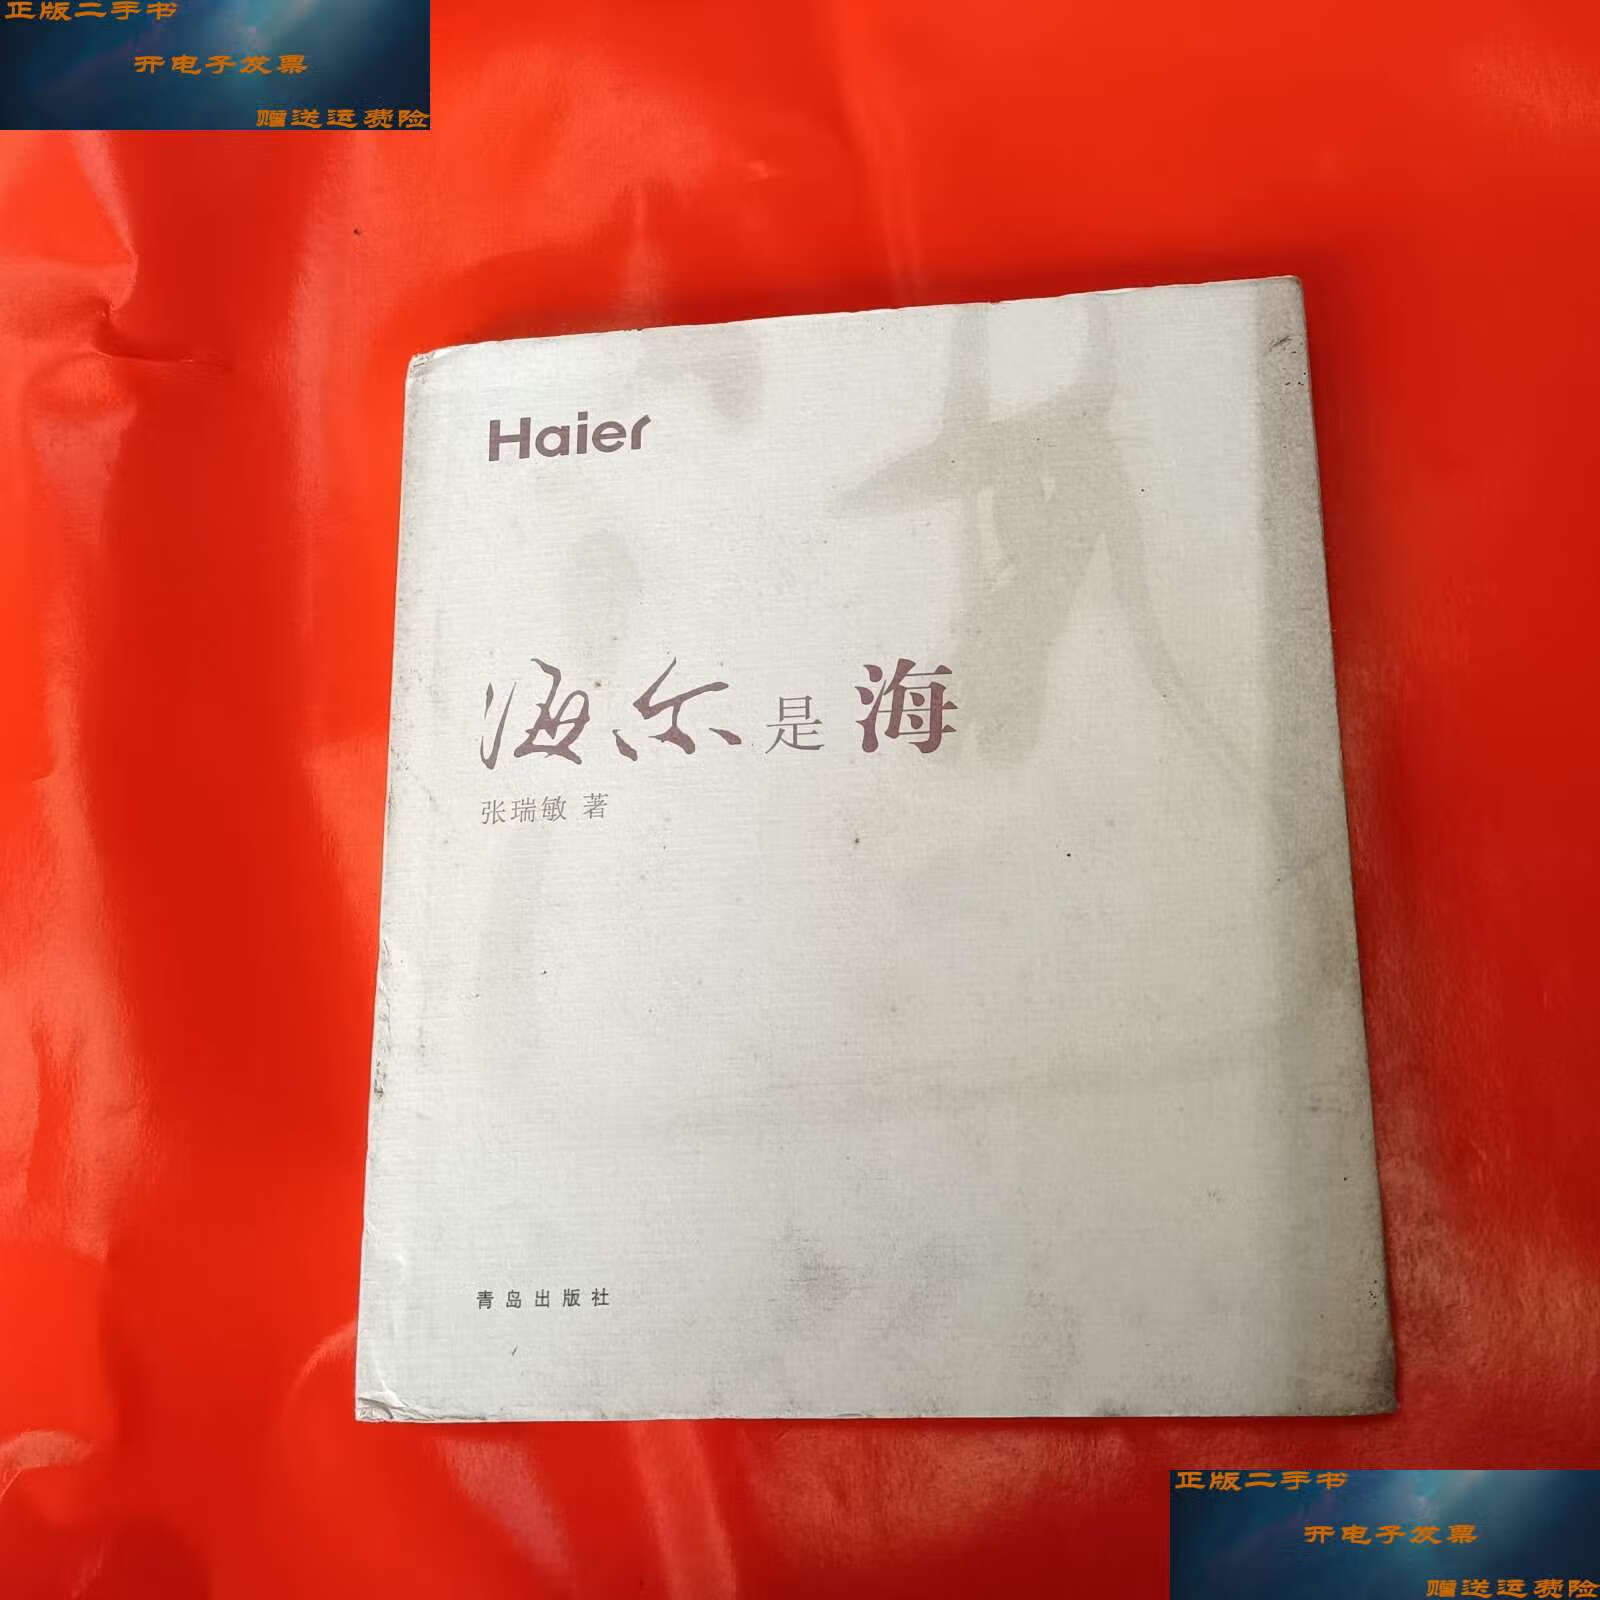 正版二手书
开电子发票
赠送运费险
Haier
海尔是海
张瑞敏 著
青岛出版社
正版二手书
开电子发票
赠送运费险